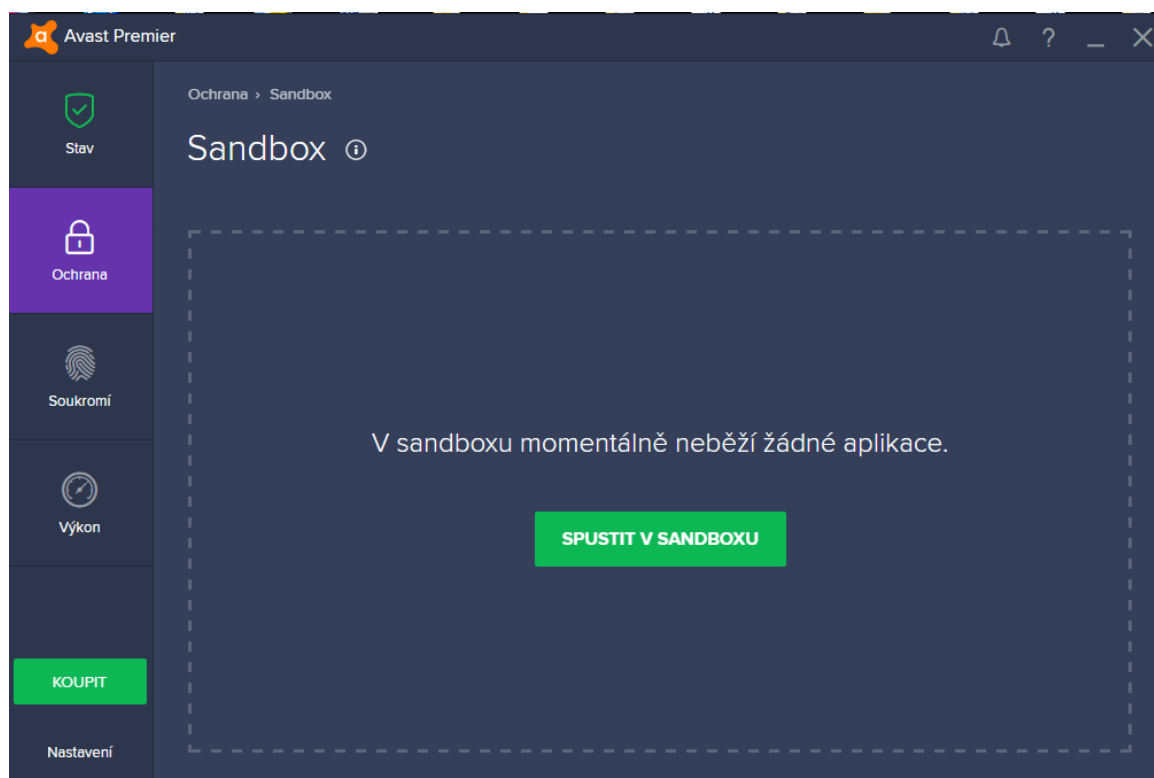 Avast Premier
?
Stav
Ochrana
Soukromí
Výkon
KOUPIT
Nastavení
Ochrana › Sandbox
Sandbox
V sandboxu momentálně neběží žádné aplikace.
SPUSTIT V SANDBOXU